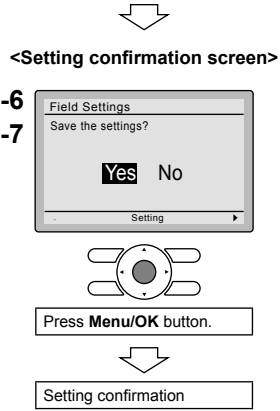 <Setting confirmation screen>
-6
-7
Field Settings
Save the settings?
Yes No
Setting
Press Menu/OK button.
Setting confirmation